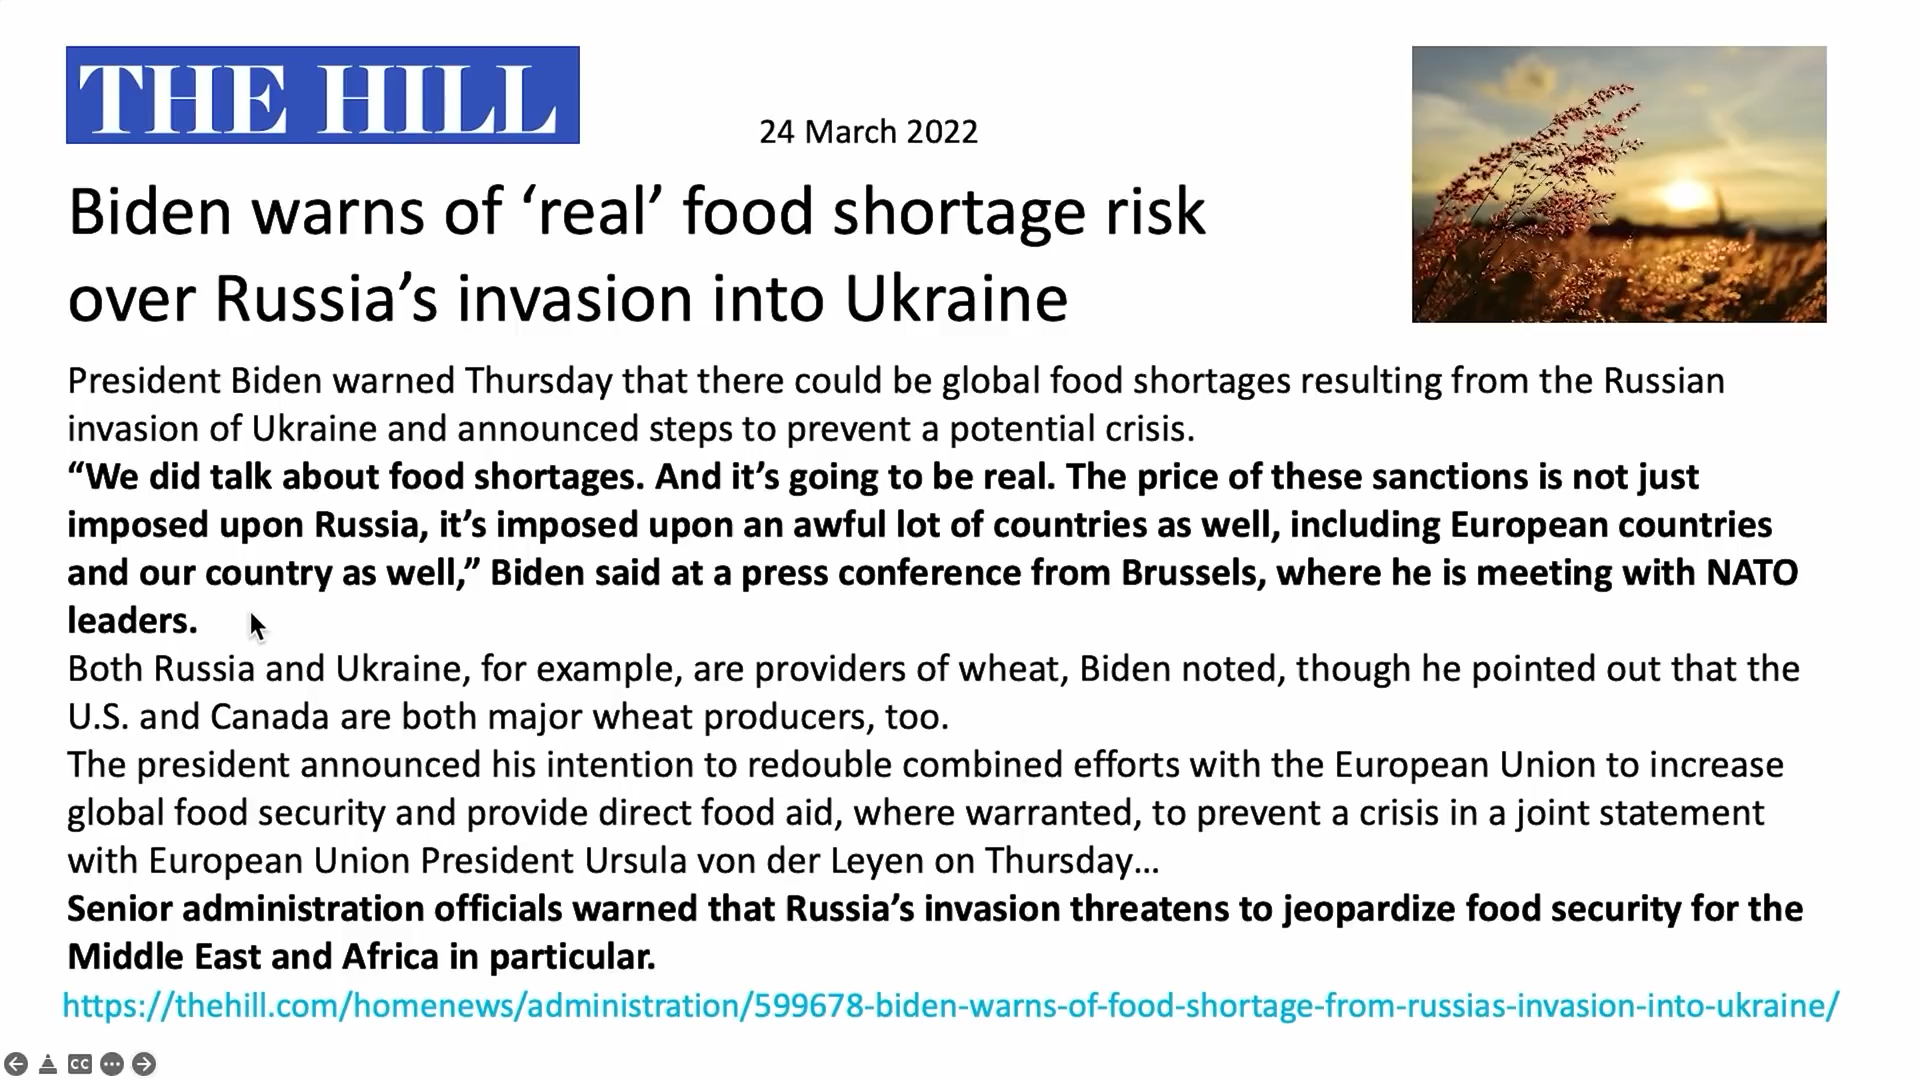 THE HILL
24 March 2022
Biden warns of ‘real’ food shortage risk
over Russia’s invasion into Ukraine
President Biden warned Thursday that there could be global food shortages resulting from the Russian
invasion of Ukraine and announced steps to prevent a potential crisis.
“We did talk about food shortages. And it’s going to be real. The price of these sanctions is not just
imposed upon Russia, it’s imposed upon an awful lot of countries as well, including European countries
and our country as well,” Biden said at a press conference from Brussels, where he is meeting with NATO
leaders.
Both Russia and Ukraine, for example, are providers of wheat, Biden noted, though he pointed out that the
U.S. and Canada are both major wheat producers, too.
The president announced his intention to redouble combined efforts with the European Union to increase
global food security and provide direct food aid, where warranted, to prevent a crisis in a joint statement
with European Union President Ursula von der Leyen on Thursday…
Senior administration officials warned that Russia’s invasion threatens to jeopardize food security for the
Middle East and Africa in particular.
https://thehill.com/homenews/administration/599678-biden-warns-of-food-shortage-from-russias-invasion-into-ukraine/
CC